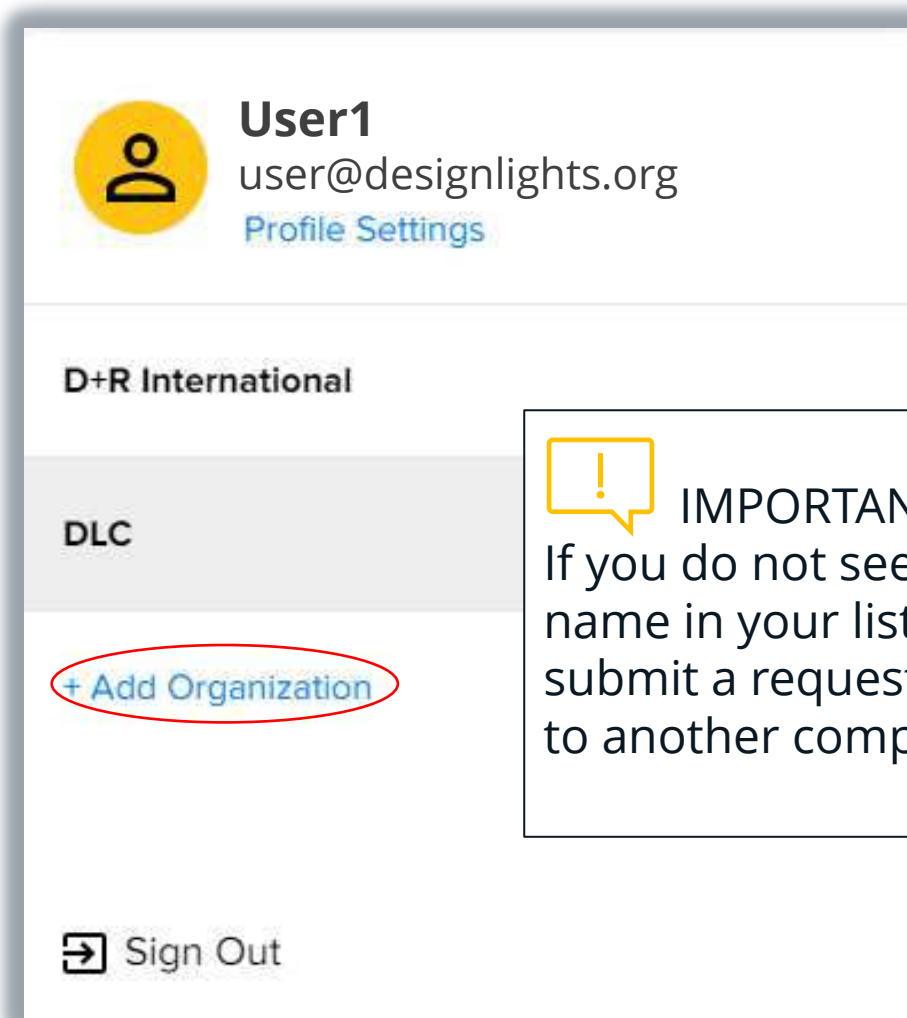 User1
user@designlights.org
Profile Settings
D+R International
DLC
+ Add Organization
! IMPORTAN
If you do not see
name in your list
submit a request
to another comp
Sign Out